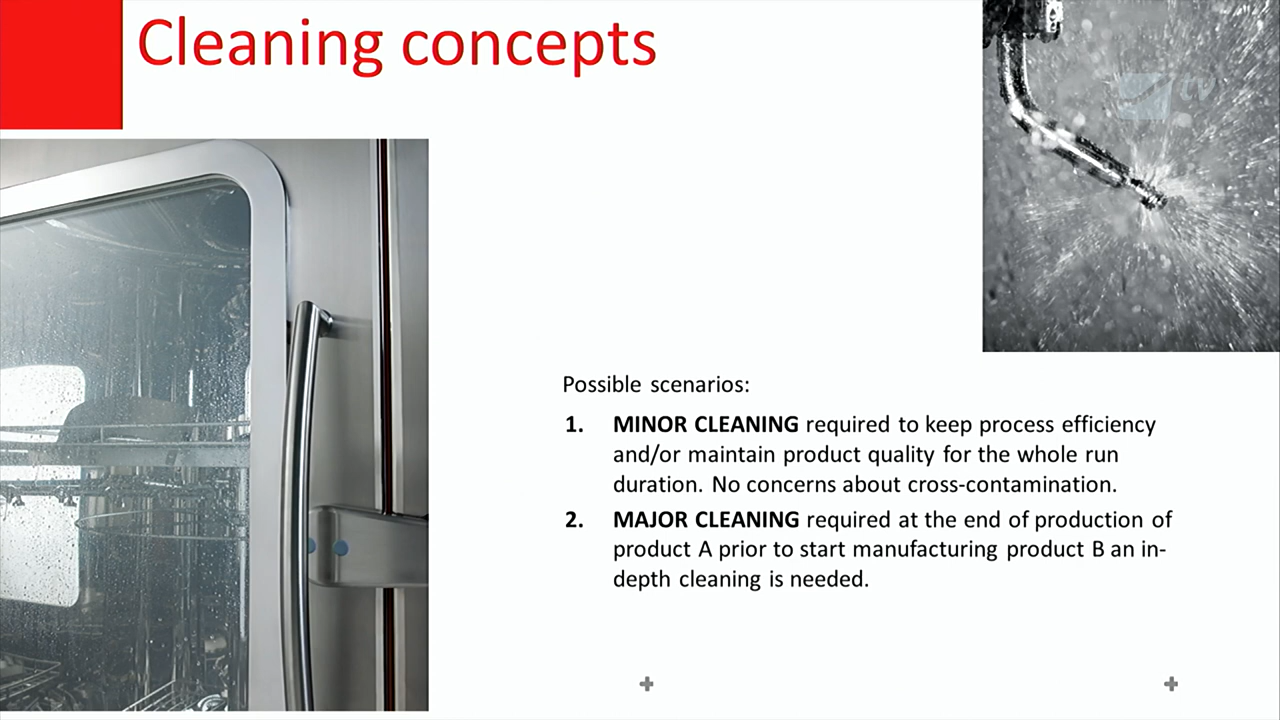 Cleaning concepts
tv
Possible scenarios:
1. MINOR CLEANING required to keep process efficiency
and/or maintain product quality for the whole run
duration. No concerns about cross-contamination.
2. MAJOR CLEANING required at the end of production of
product A prior to start manufacturing product B an in-
depth cleaning is needed.